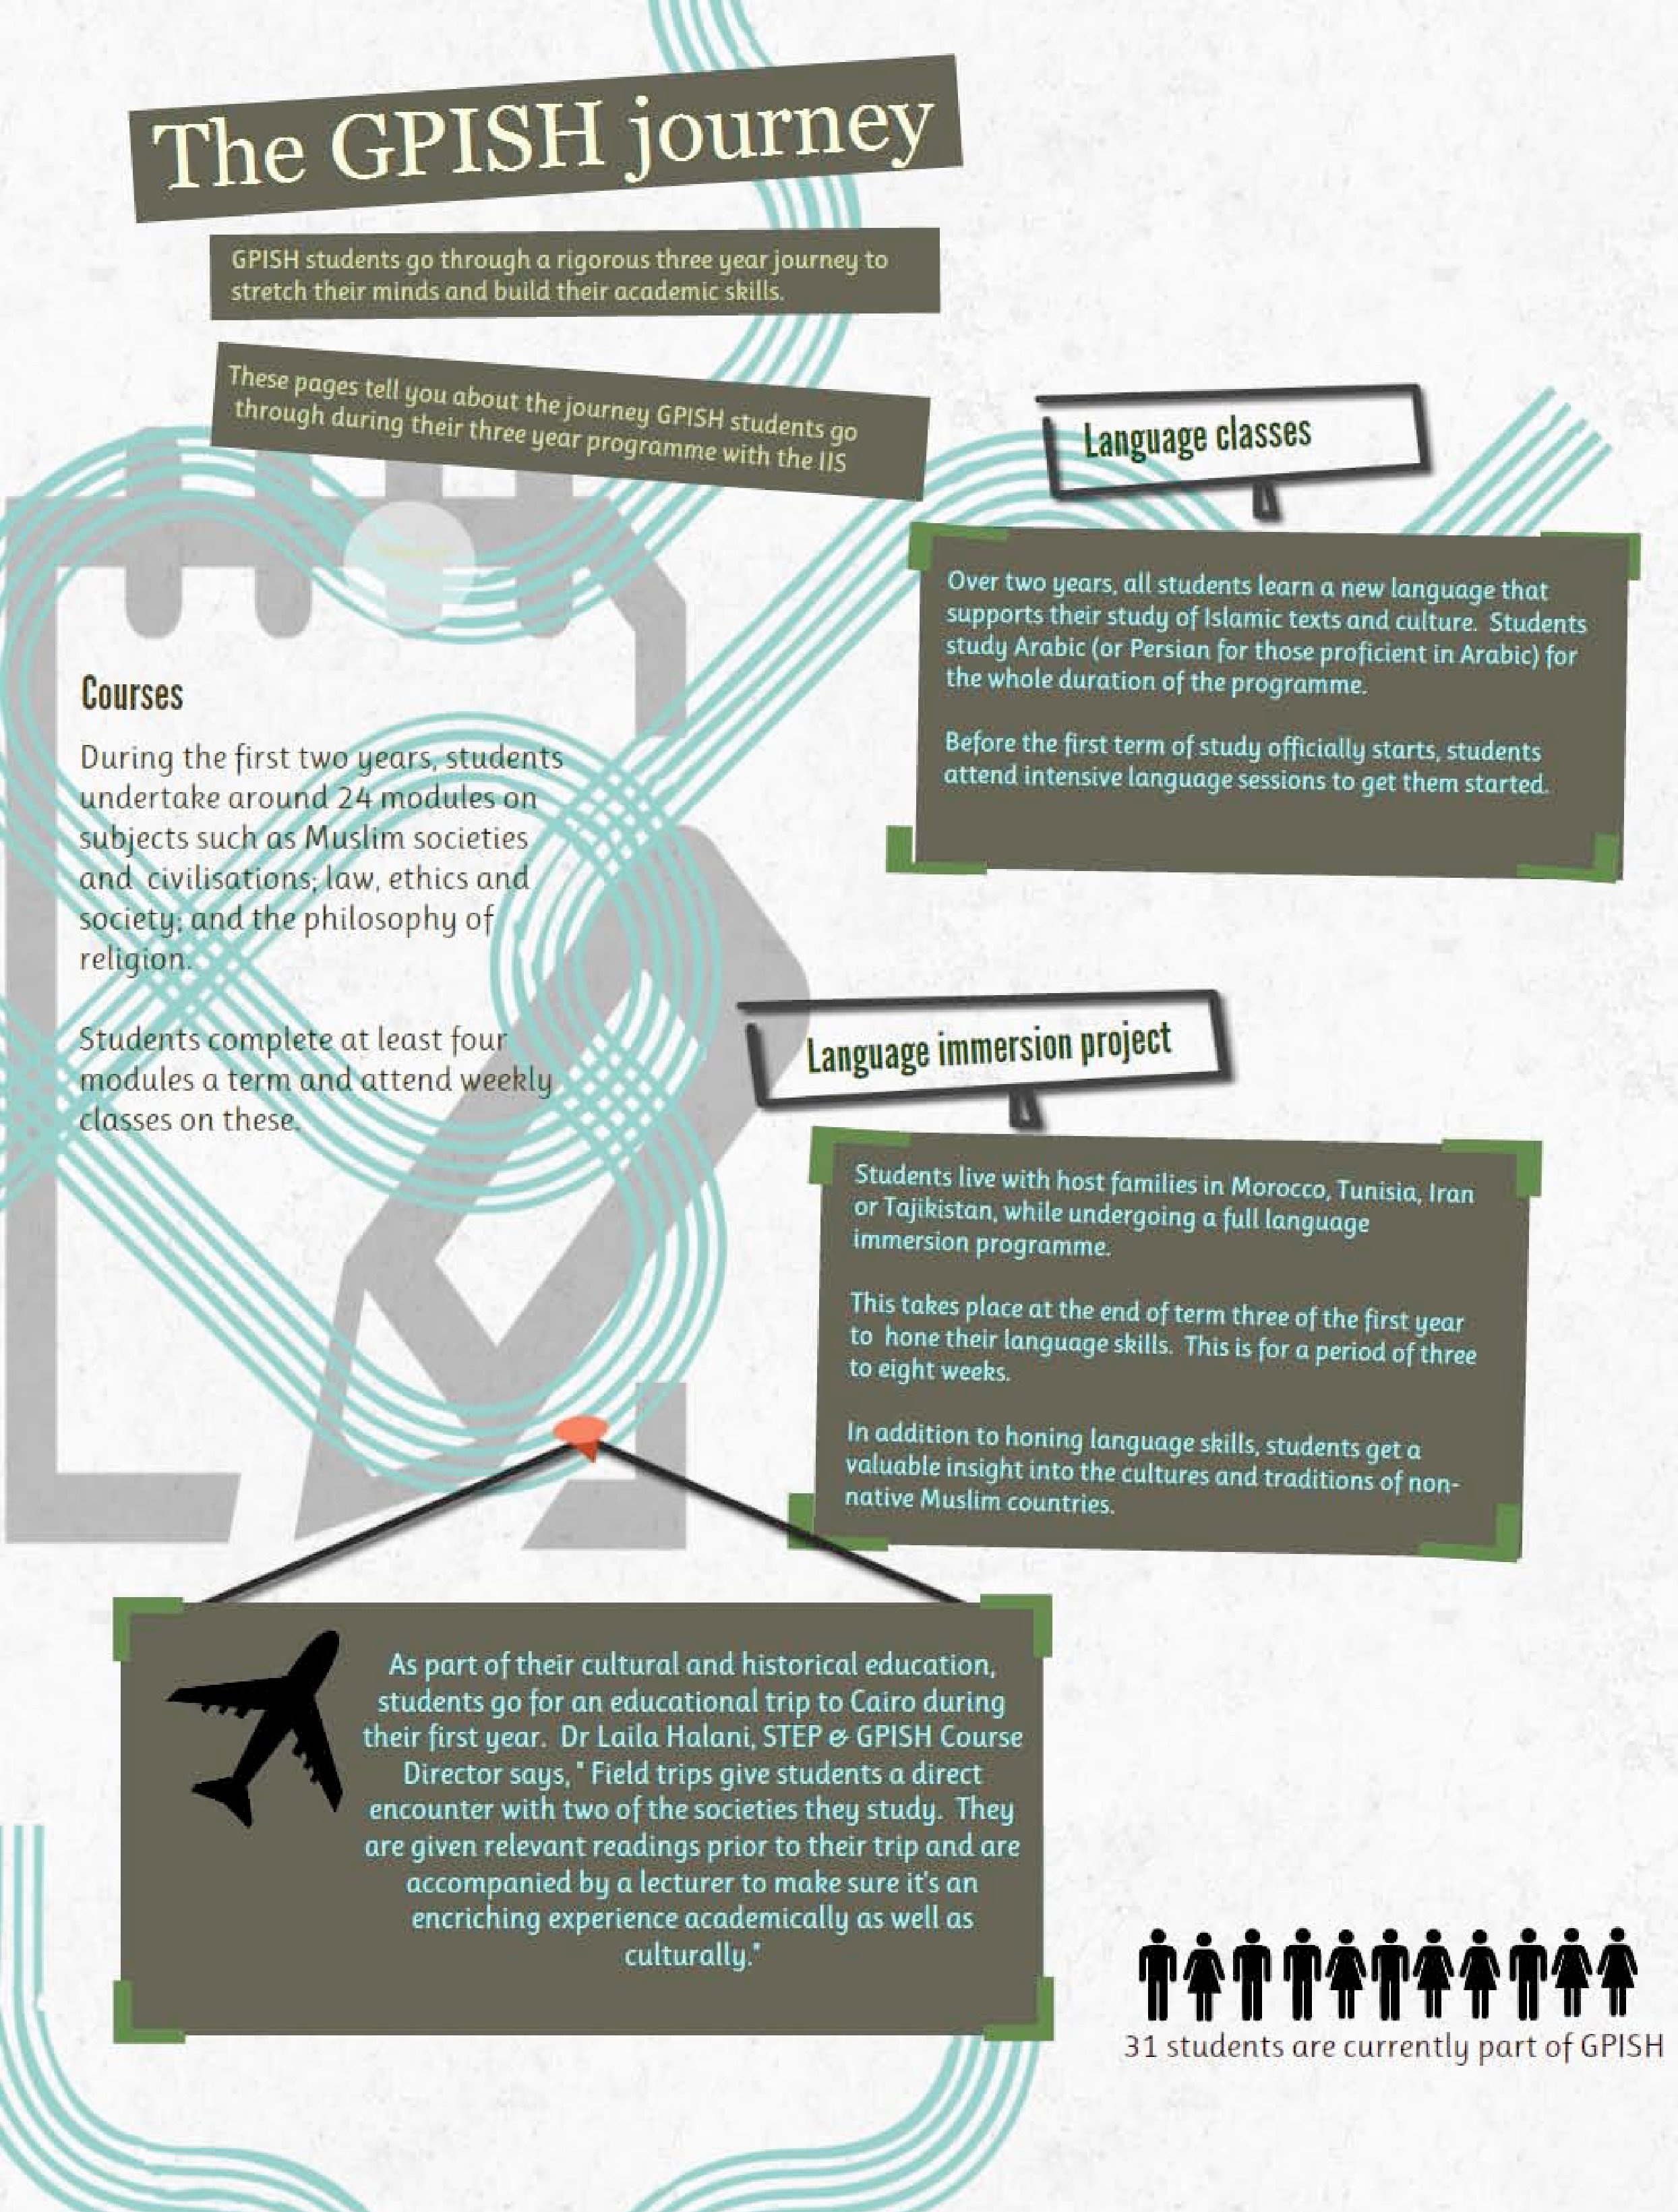 The GPISH journey
GPISH students go through a rigorous three year journey to
stretch their minds and build their academic skills.
These pages tell you about the journey GPISH students go
through during their three year programme with the IIS
Language classes
Over two years, all students learn a new language that
supports their study of Islamic texts and culture. Students
study Arabic (or Persian for those proficient in Arabic) for
the whole duration of the programme.
Before the first term of study officially starts, students
attend intensive language sessions to get them started.
Courses
During the first two years, students
undertake around 24 modules on
subjects such as Muslim societies
and civilisations; law, ethics and
society; and the philosophy of
religion.
Students complete at least four
modules a term and attend weekly
classes on these.
Language immersion project
Students live with host families in Morocco, Tunisia, Iran
or Tajikistan, while undergoing a full language
immersion programme.
This takes place at the end of term three of the first year
to hone their language skills. This is for a period of three
to eight weeks.
In addition to honing language skills, students get a
valuable insight into the cultures and traditions of non-
native Muslim countries.
As part of their cultural and historical education,
students go for an educational trip to Cairo during
their first year. Dr Laila Halani, STEP & GPISH Course
Director says, " Field trips give students a direct
encounter with two of the societies they study. They
are given relevant readings prior to their trip and are
accompanied by a lecturer to make sure it's an
encriching experience academically as well as
culturally."
31 students are currently part of GPISH